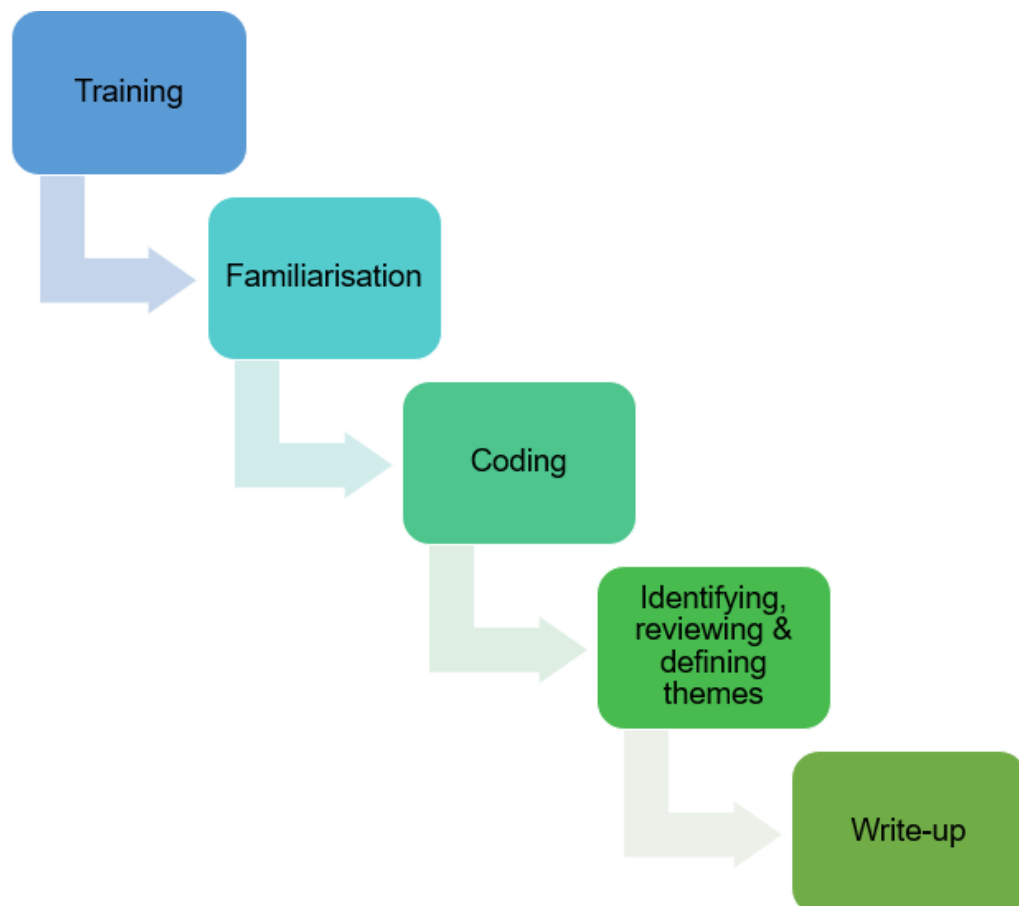 Training
Familiarisation
Coding
Identifying,
reviewing &
defining
themes
Write-up